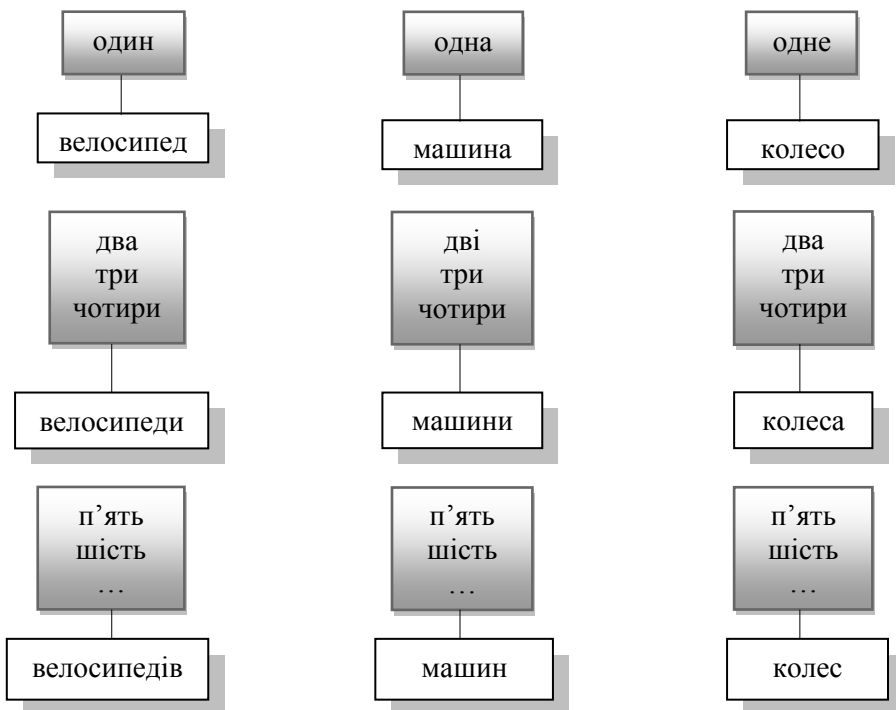 один
одна
одне
велосипед
машина
колесо
два
три
чотири
дві
три
чотири
два
три
чотири
велосипеди
машини
колеса
п’ять
шість
…
п’ять
шість
…
п’ять
шість
…
велосипедів
машин
колес